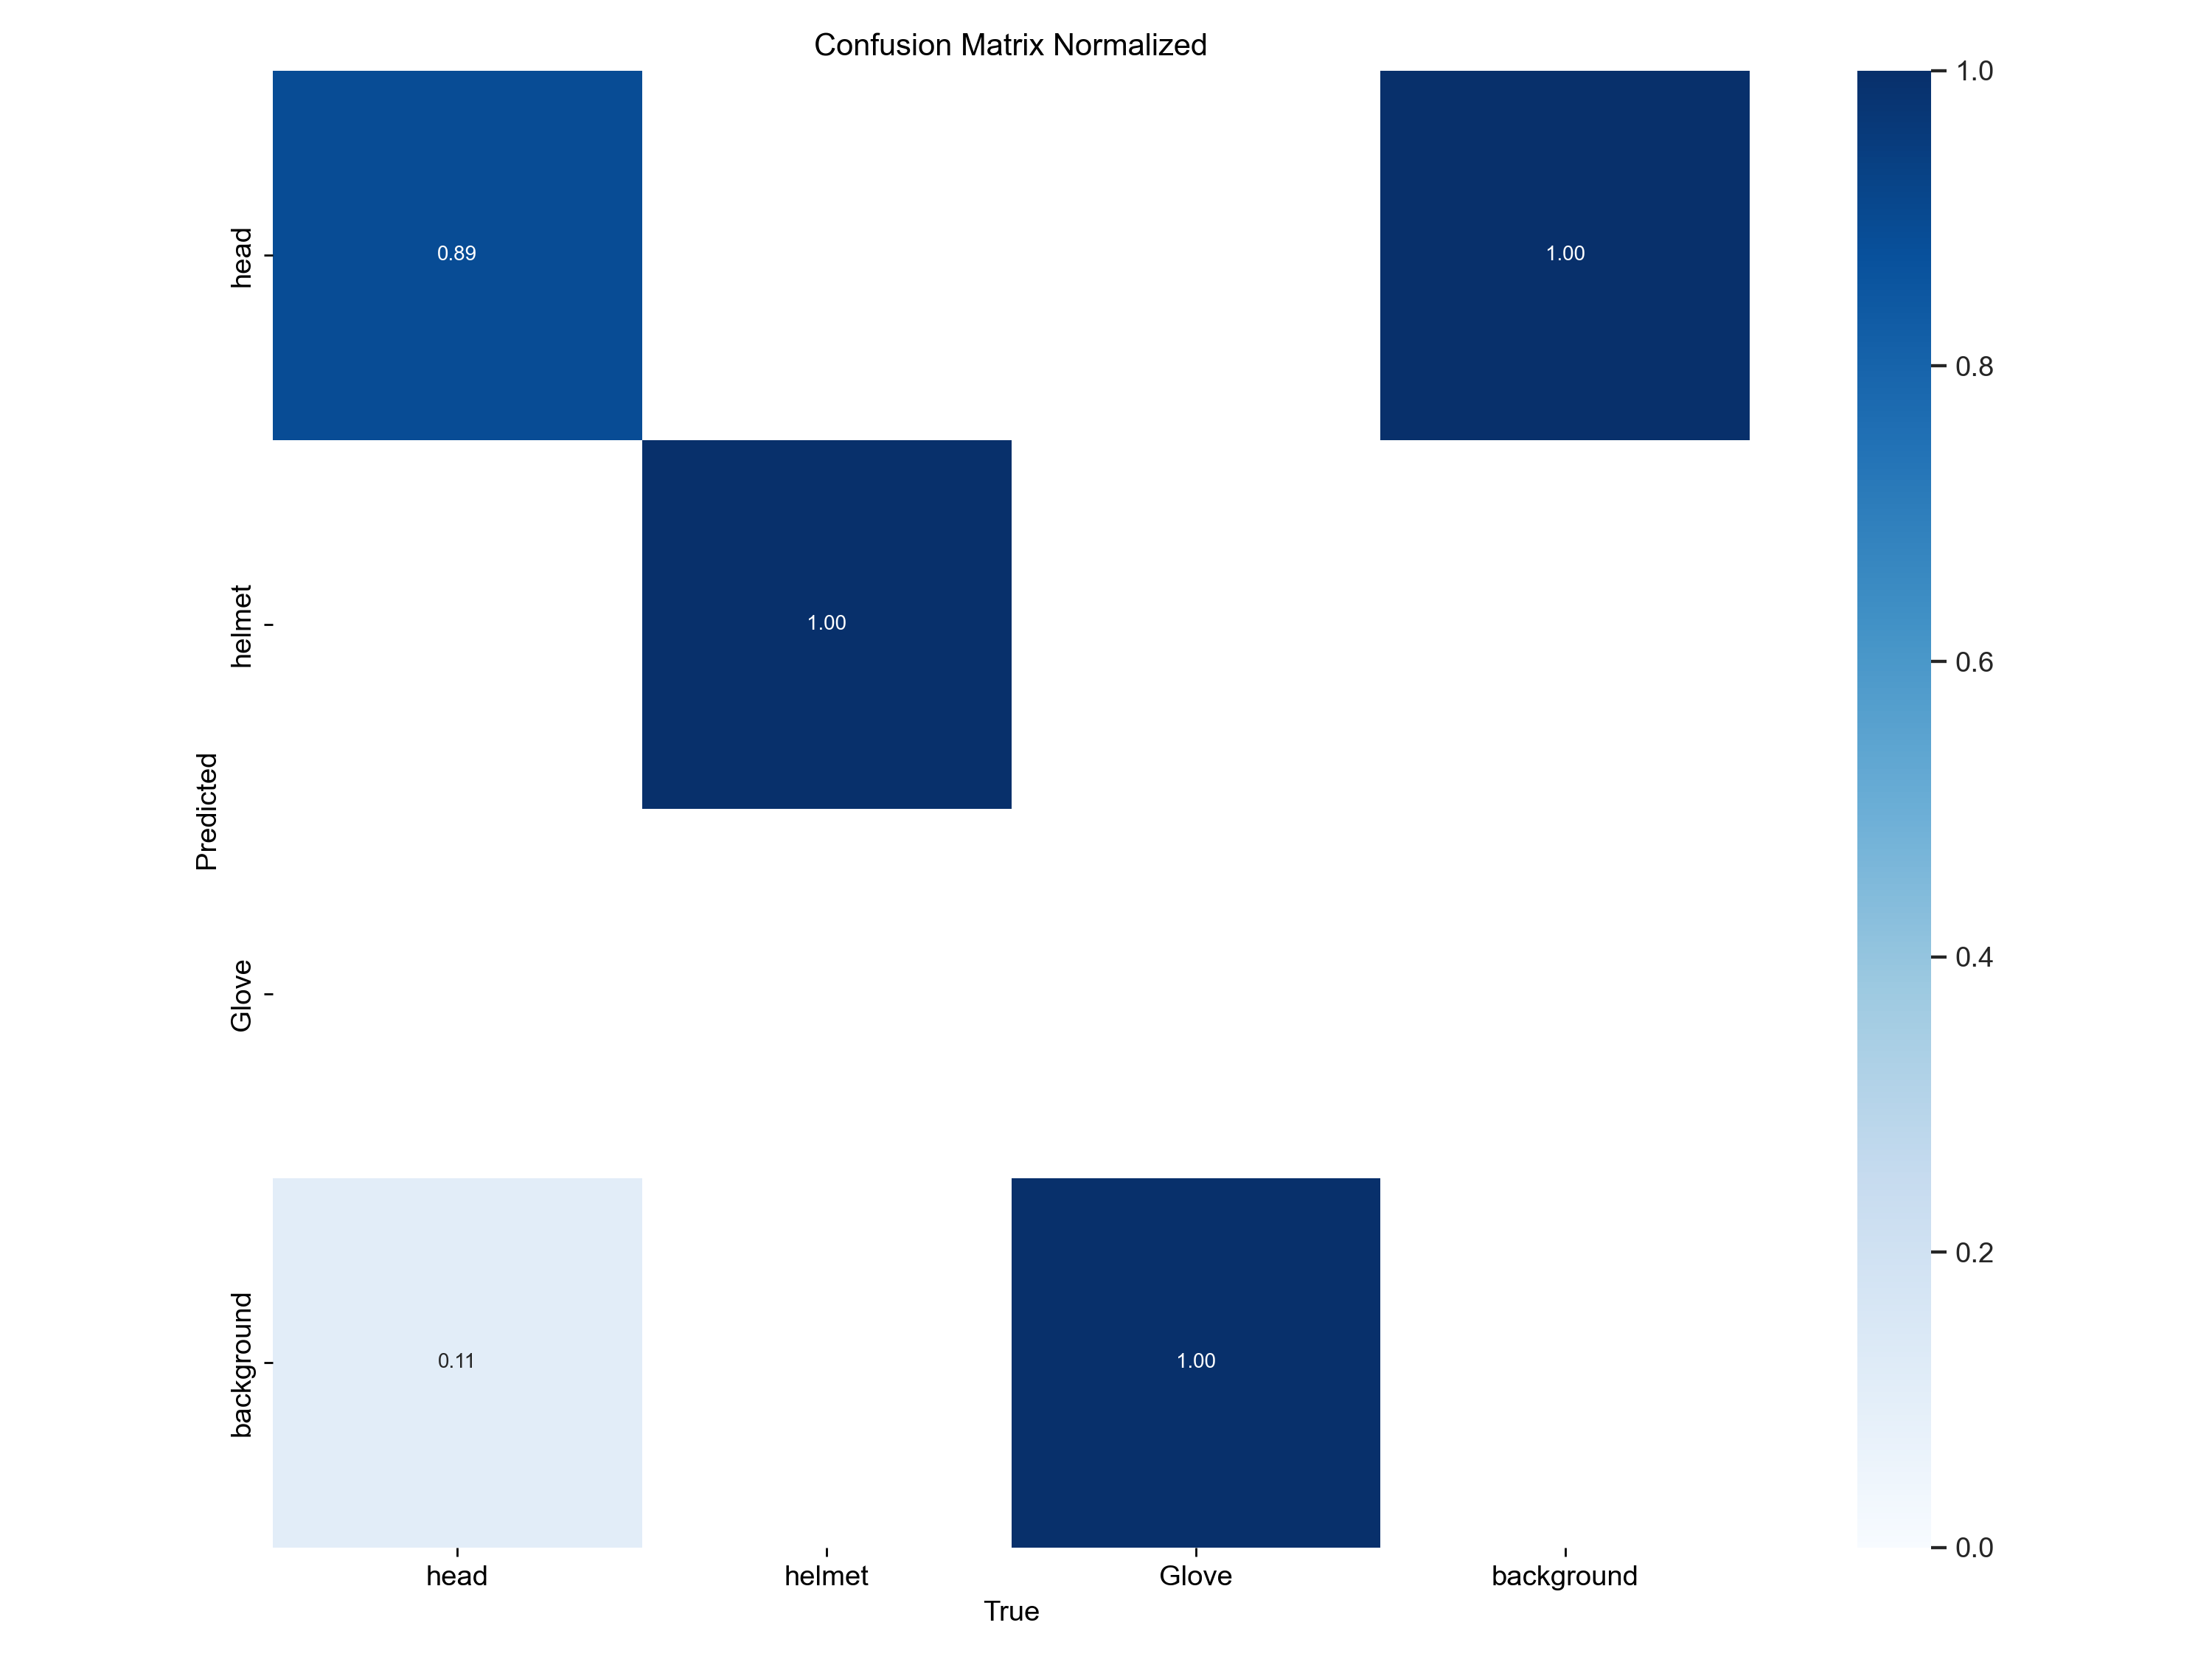 Confusion Matrix Normalized
1.0
head
0.89
1.00
0.8
helmet
1.00
0.6
Predicted
Glove
0.4
0.2
background
0.11
1.00
0.0
head
helmet
Glove
background
True